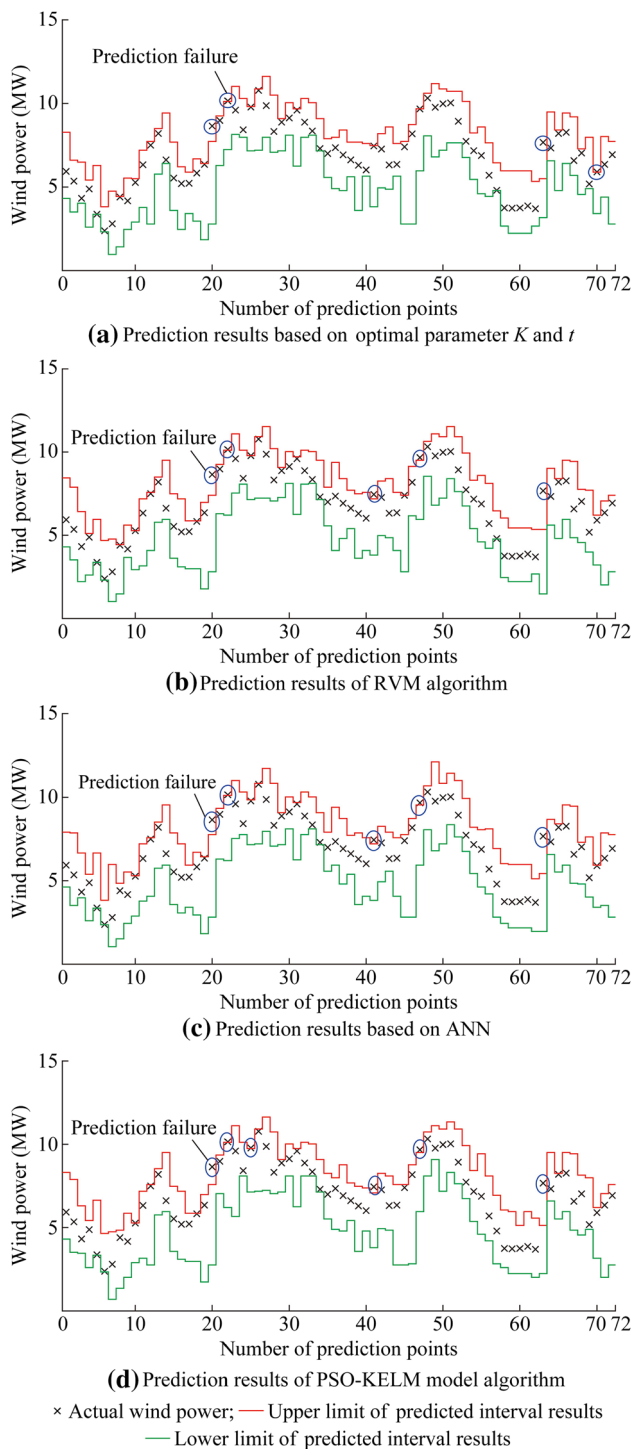 15
Prediction failure
10
5
Wind power (MW)
0 20 30 40 50 60 70 72
Number of prediction points
(a) Prediction results based on optimal parameter K and t
15
Prediction failure
10
5
Wind power (MW)
0 20 30 40 50 60 70 72
Number of prediction points
(b) Prediction results of RVM algorithm
15
Prediction failure
10
5
Wind power (MW)
0 20 30 40 50 60 70 72
Number of prediction points
(c) Prediction results based on ANN
15
Prediction failure
10
5
Wind power (MW)
0 20 30 40 50 60 70 72
Number of prediction points
(d) Prediction results of PSO-KELM model algorithm
× Actual wind power; Upper limit of predicted interval results
Lower limit of predicted interval results